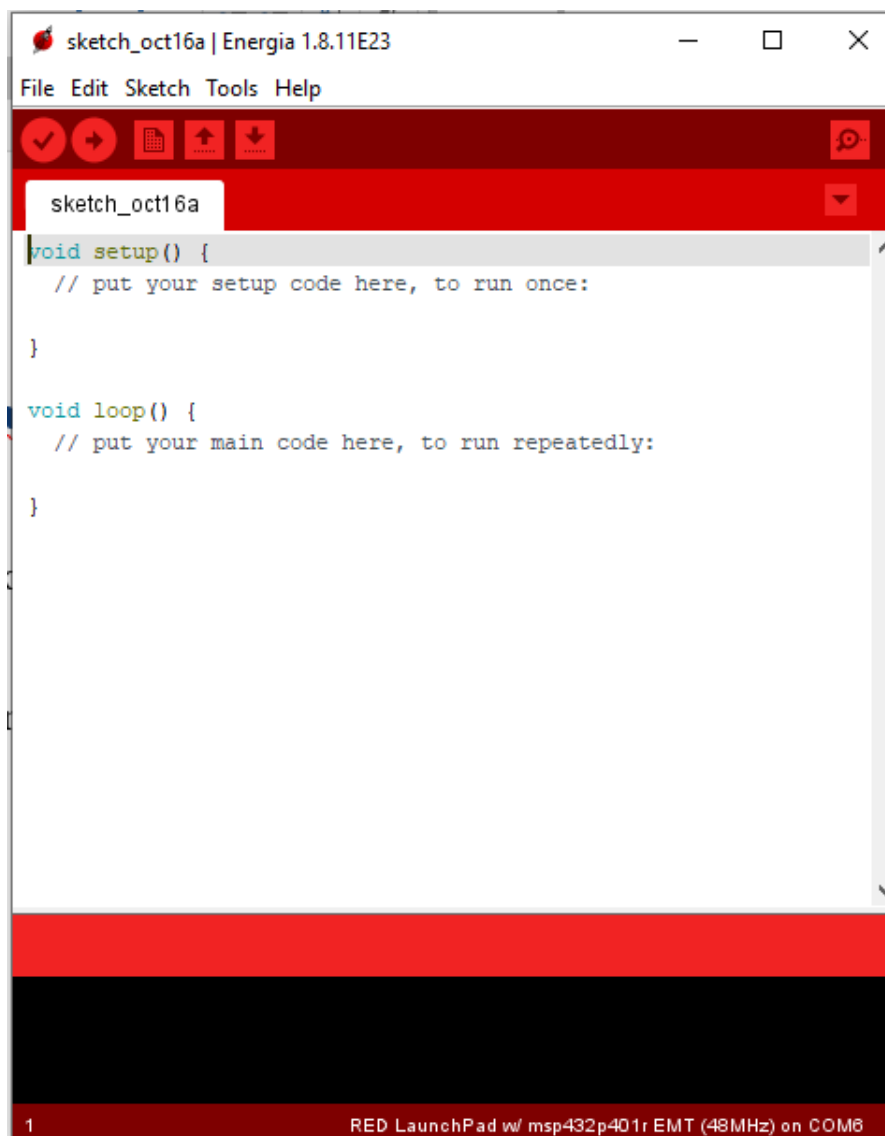 sketch_oct16a | Energia 1.8.11E23
File Edit Sketch Tools Help
sketch_oct16a
void setup() {
  // put your setup code here, to run once:
}
void loop() {
  // put your main code here, to run repeatedly:
}
1 RED LaunchPad w/ msp432p401r EMT (48MHz) on COM6